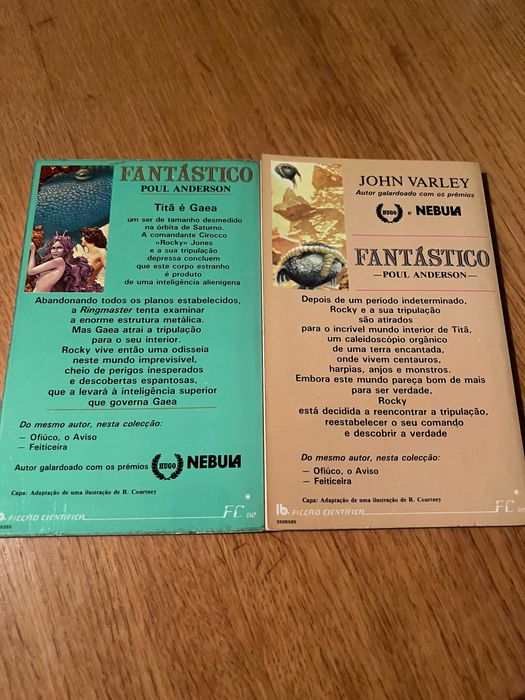 FANTÁSTICO
POUL ANDERSON
Titã é Gaea
um ser de tamanho desmedido
na órbita de Saturno.
A comandante Cirocco
«Rocky» Jones
e a sua tripulação
depressa concluem
que este corpo estranho
é produto
de uma inteligência alienígena
Abandonando todos os planos estabelecidos,
a Ringmaster tenta examinar
a enorme estrutura metálica.
Mas Gaea atrai a tripulação
para o seu interior.
Rocky vive então uma odisseia
neste mundo imprevisível,
cheio de perigos inesperados
e descobertas espantosas,
que a levará à inteligência superior
que governa Gaea
Do mesmo autor, nesta colecção:
— Ofiúco, o Aviso
— Feiticeira
Autor galardoado com os prémios HUGO NEBULA
Capa: Adaptação de uma ilustração de R. Courtney
lb. FICÇÃO CIENTÍFICA FC 92
JOHN VARLEY
Autor galardoado com os prémios
HUGO e NEBULA
FANTÁSTICO
—POUL ANDERSON—
Depois de um período indeterminado,
Rocky e a sua tripulação
são atirados
para o incrível mundo interior de Titã,
um caleidoscópio orgânico
de uma terra encantada,
onde vivem centauros,
harpias, anjos e monstros.
Embora este mundo pareça bom de mais
para ser verdade,
Rocky
está decidida a reencontrar a tripulação,
reestabelecer o seu comando
e descobrir a verdade
Do mesmo autor, nesta colecção:
— Ofiúco, o Aviso
— Feiticeira
Capa: Adaptação de uma ilustração de R. Courtney
lb. FICÇÃO CIENTÍFICA FC
3509585